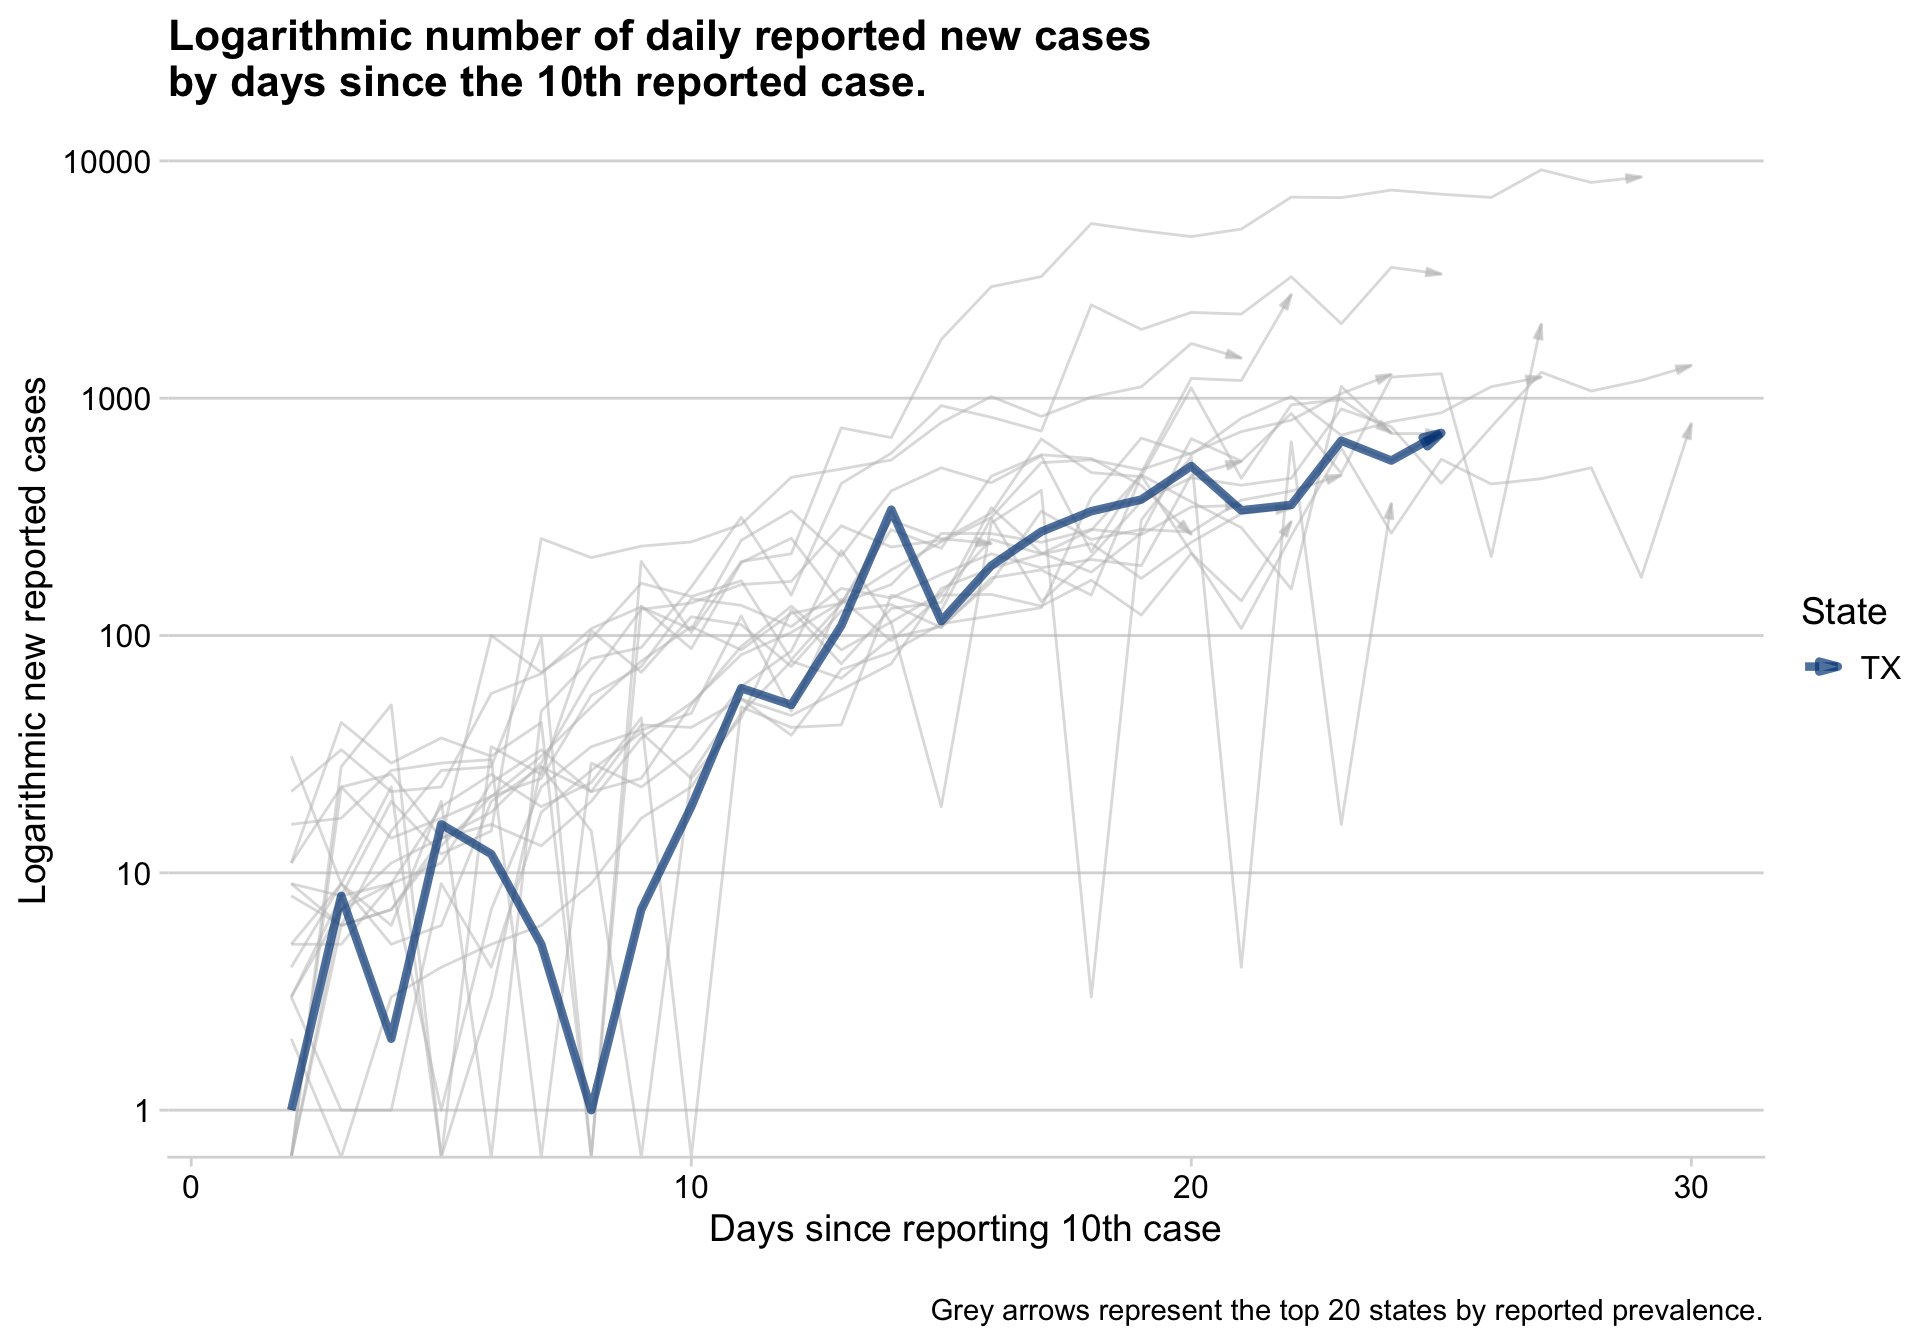 Logarithmic number of daily reported new cases
by days since the 10th reported case.
Logarithmic new reported cases
10000
1000
100
10
1
0
10
20
30
Days since reporting 10th case
State
TX
Grey arrows represent the top 20 states by reported prevalence.